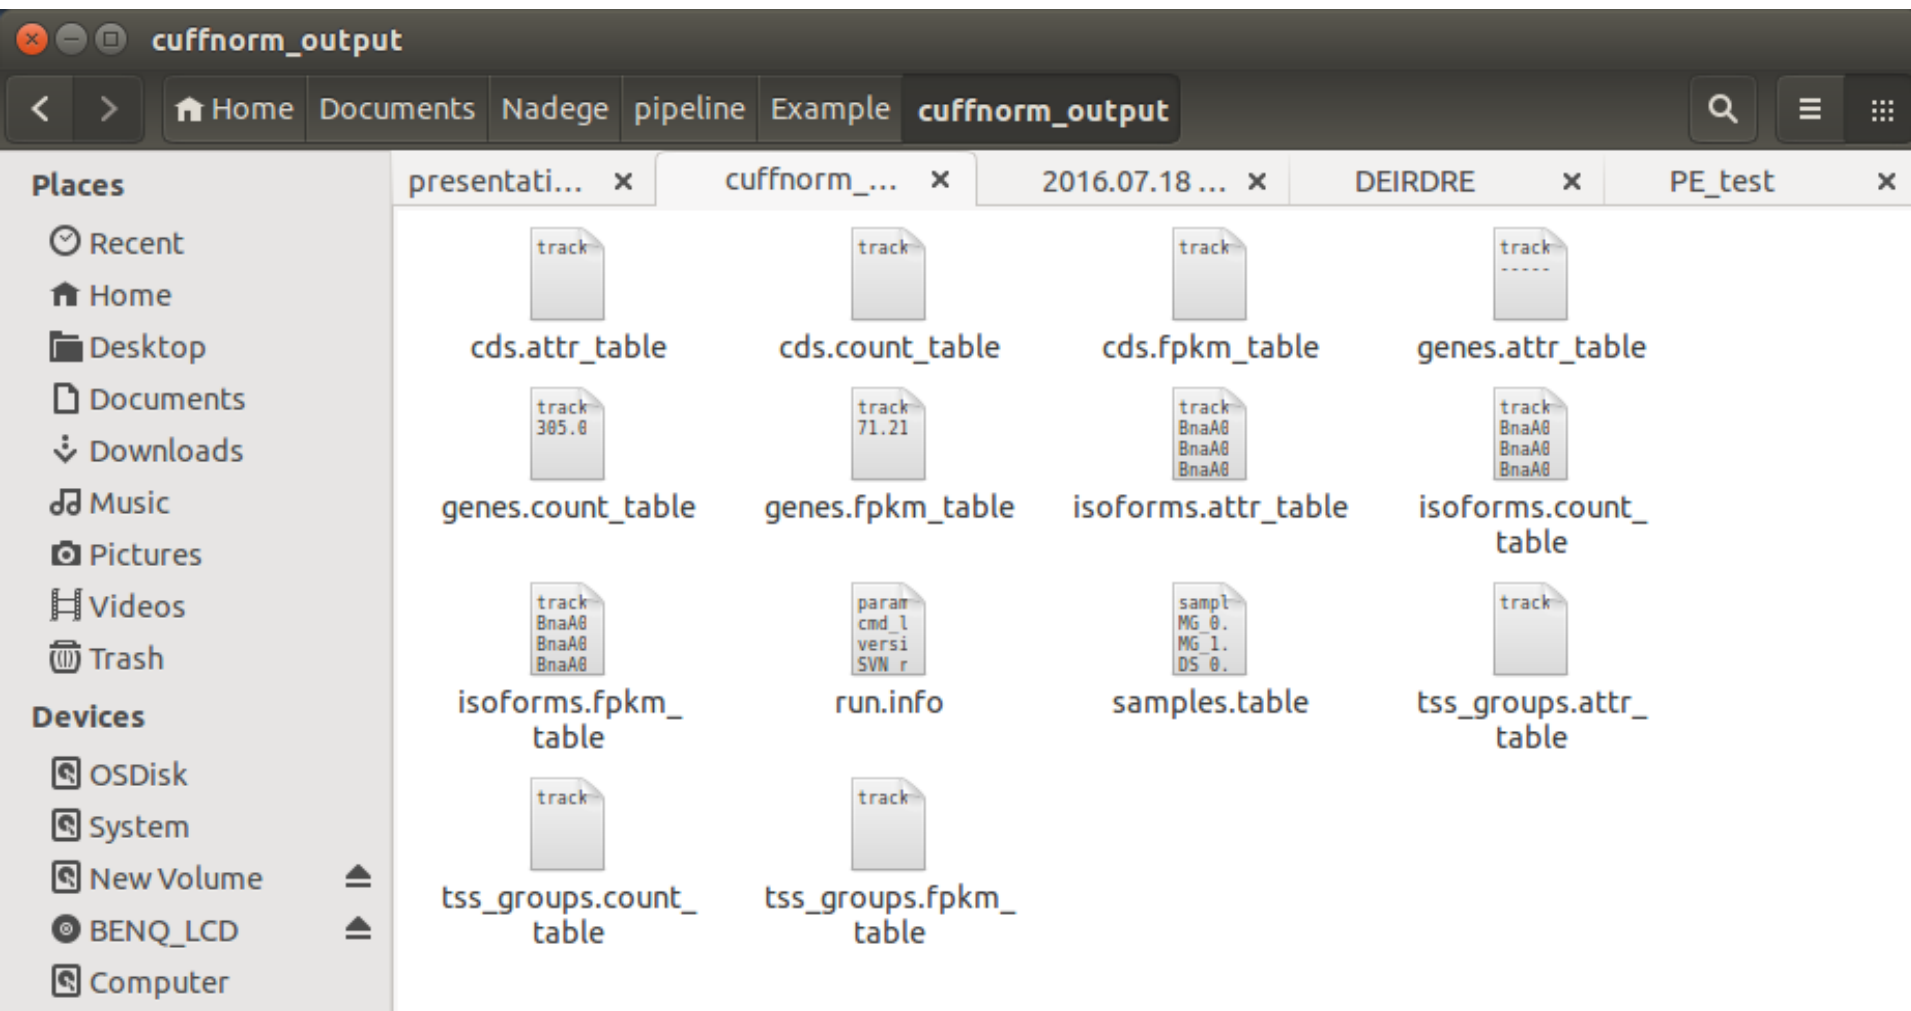 cuffnorm_output
Home Documents Nadege pipeline Example cuffnorm_output
presentati... cuffnorm_... 2016.07.18 ... DEIRDRE PE_test
Places
Recent
Home
Desktop
Documents
Downloads
Music
Pictures
Videos
Trash
Devices
OSDisk
System
New Volume
BENQ_LCD
Computer
track track track track
-----
cds.attr_table cds.count_table cds.fpkm_table genes.attr_table
track track track track
305.0 71.21 BnaA0 BnaA0
BnaA0 BnaA0
BnaA0 BnaA0
genes.count_table genes.fpkm_table isoforms.attr_table isoforms.count_
table
track param sampl track
BnaA0 cmd_l MG_0.
BnaA0 versi MG_1.
BnaA0 SVN r DS_0.
isoforms.fpkm_ run.info samples.table tss_groups.attr_
table table
track track
tss_groups.count_ tss_groups.fpkm_
table table